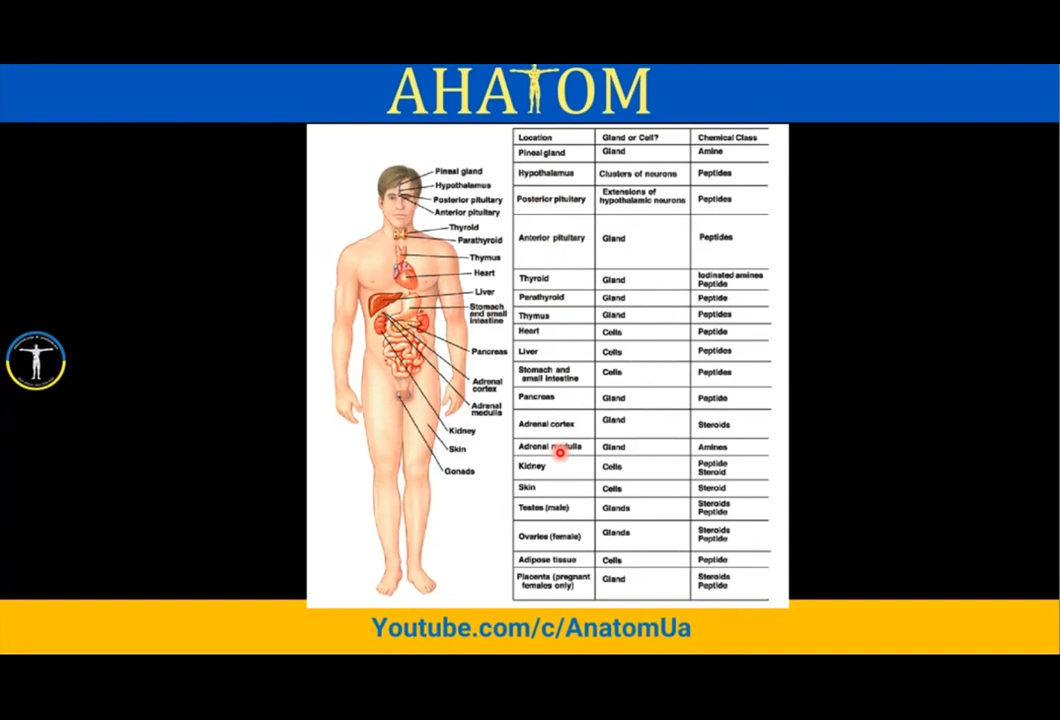 АНАТОМ
Pineal gland
Hypothalamus
Posterior pituitary
Anterior pituitary
Thyroid
Parathyroid
Thymus
Heart
Liver
Stomach
and small
intestine
Pancreas
Adrenal
cortex
Adrenal
medulla
Kidney
Skin
Gonads
Location Gland or Cell? Chemical Class
Pineal gland Gland Amine
Hypothalamus Clusters of neurons Peptides
Posterior pituitary Extensions of
hypothalamic neurons Peptides
Anterior pituitary Gland Peptides
Thyroid Gland Iodinated amines
Peptide
Parathyroid Gland Peptide
Thymus Gland Peptides
Heart Cells Peptide
Liver Cells Peptides
Stomach and
small intestine Cells Peptides
Pancreas Gland Peptide
Adrenal cortex Gland Steroids
Adrenal medulla Gland Amines
Kidney Cells Peptide
Steroid
Skin Cells Steroid
Testes (male) Glands Steroids
Peptide
Ovaries (female) Glands Steroids
Peptide
Adipose tissue Cells Peptide
Placenta (pregnant
females only) Gland Steroids
Peptide
Youtube.com/c/AnatomUa